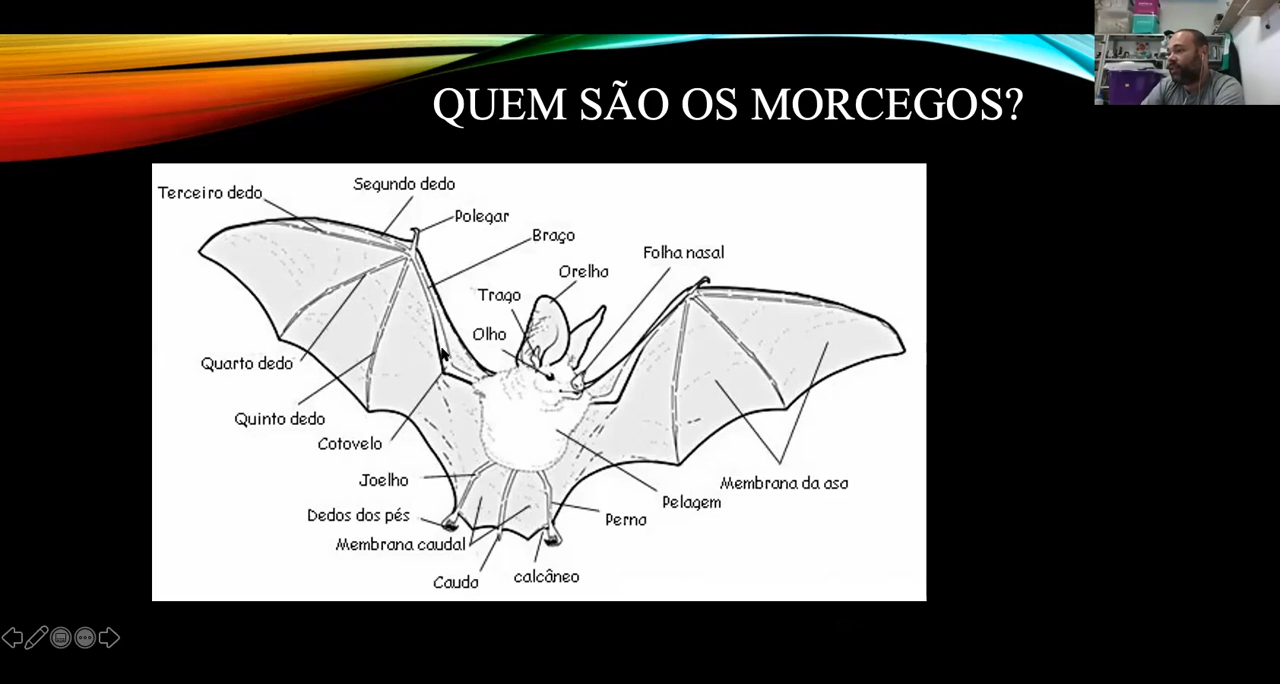 QUEM SÃO OS MORCEGOS?
Terceiro dedo
Segundo dedo
Polegar
Braço
Folha nasal
Orelha
Trago
Olho
Quarto dedo
Quinto dedo
Cotovelo
Joelho
Membrana da asa
Pelagem
Dedos dos pés
Perna
Membrana caudal
Cauda
calcâneo